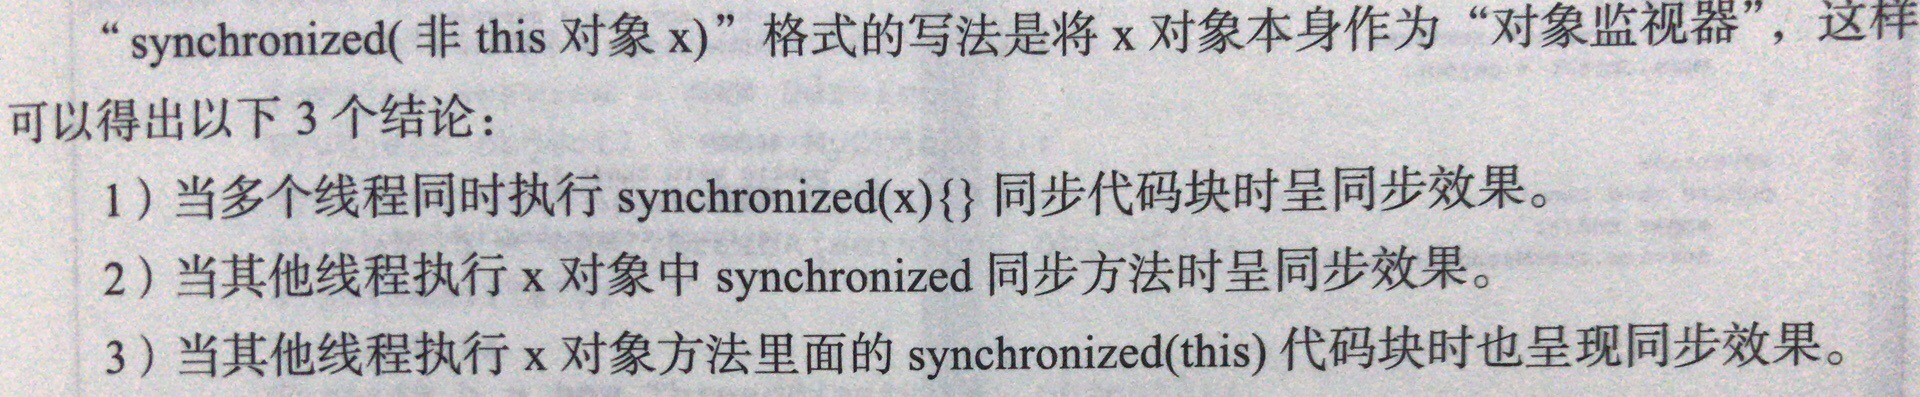 “synchronized( 非 this 对象 x)”格式的写法是将 x 对象本身作为“对象监视器”，这样
可以得出以下 3 个结论：
1）当多个线程同时执行 synchronized(x){} 同步代码块时呈同步效果。
2）当其他线程执行 x 对象中 synchronized 同步方法时呈同步效果。
3）当其他线程执行 x 对象方法里面的 synchronized(this) 代码块时也呈现同步效果。